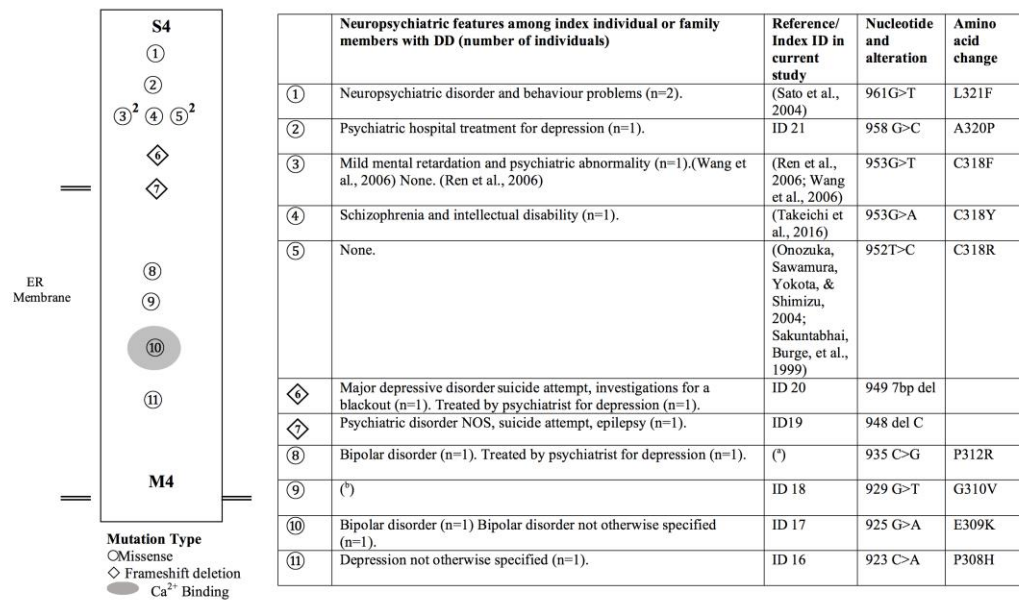 S4
①
②
③² ④ ⑤²
⑥
⑦
ER
Membrane
⑧
⑨
⑩
⑪
M4
Mutation Type
Missense
Frameshift deletion
Ca²⁺ Binding
Neuropsychiatric features among index individual or family
members with DD (number of individuals)
Reference/
Index ID in
current
study
Nucleotide
and
alteration
Amino
acid
change
①
Neuropsychiatric disorder and behaviour problems (n=2).
(Sato et al.,
2004)
961G>T
L321F
②
Psychiatric hospital treatment for depression (n=1).
ID 21
958 G>C
A320P
③
Mild mental retardation and psychiatric abnormality (n=1).(Wang
et al., 2006) None. (Ren et al., 2006)
(Ren et al.,
2006; Wang
et al., 2006)
953G>T
C318F
④
Schizophrenia and intellectual disability (n=1).
(Takeichi et
al., 2016)
953G>A
C318Y
⑤
None.
(Onozuka,
Sawamura,
Yokota, &
Shimizu,
2004;
Sakuntabhai,
Burge, et al.,
1999)
952T>C
C318R
⑥
Major depressive disorder suicide attempt, investigations for a
blackout (n=1). Treated by psychiatrist for depression (n=1).
ID 20
949 7bp del
⑦
Psychiatric disorder NOS, suicide attempt, epilepsy (n=1).
ID19
948 del C
⑧
Bipolar disorder (n=1). Treated by psychiatrist for depression (n=1).
(ᵃ)
935 C>G
P312R
⑨
(ᵇ)
ID 18
929 G>T
G310V
⑩
Bipolar disorder (n=1) Bipolar disorder not otherwise specified
(n=1).
ID 17
925 G>A
E309K
⑪
Depression not otherwise specified (n=1).
ID 16
923 C>A
P308H